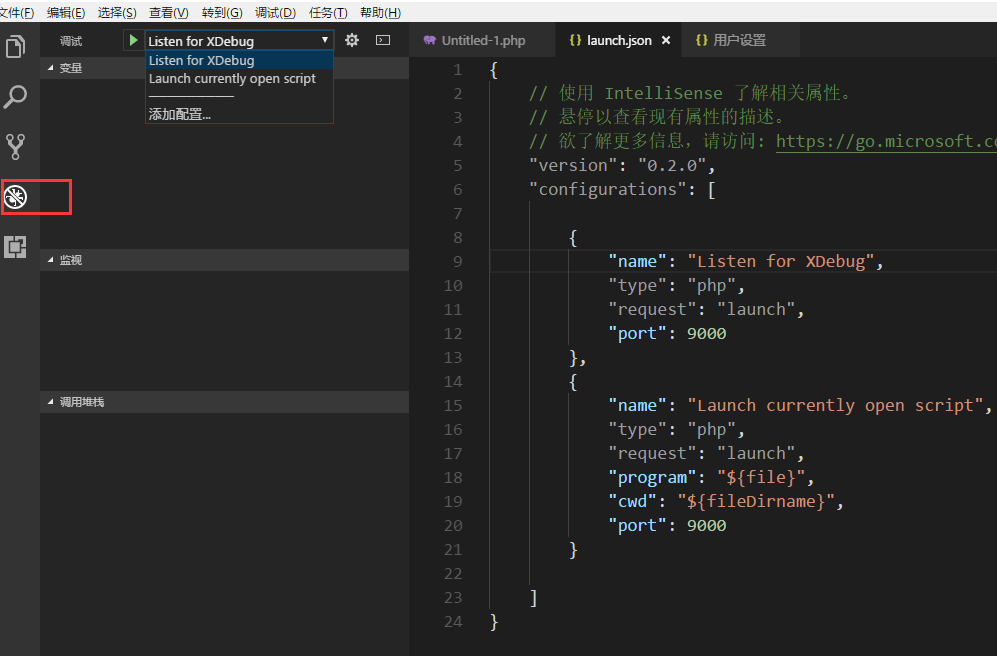 文件(F) 编辑(E) 选择(S) 查看(V) 转到(G) 调试(D) 任务(T) 帮助(H)
调试 Listen for XDebug
Listen for XDebug
Launch currently open script
添加配置...
变量
监视
调用堆栈
Untitled-1.php launch.json 用户设置
1 {
2 // 使用 IntelliSense 了解相关属性。
3 // 悬停以查看现有属性的描述。
4 // 欲了解更多信息，请访问: https://go.microsoft.co
5 "version": "0.2.0",
6 "configurations": [
7
8 {
9 "name": "Listen for XDebug",
10 "type": "php",
11 "request": "launch",
12 "port": 9000
13 },
14 {
15 "name": "Launch currently open script",
16 "type": "php",
17 "request": "launch",
18 "program": "${file}",
19 "cwd": "${fileDirname}",
20 "port": 9000
21 }
22
23 ]
24 }